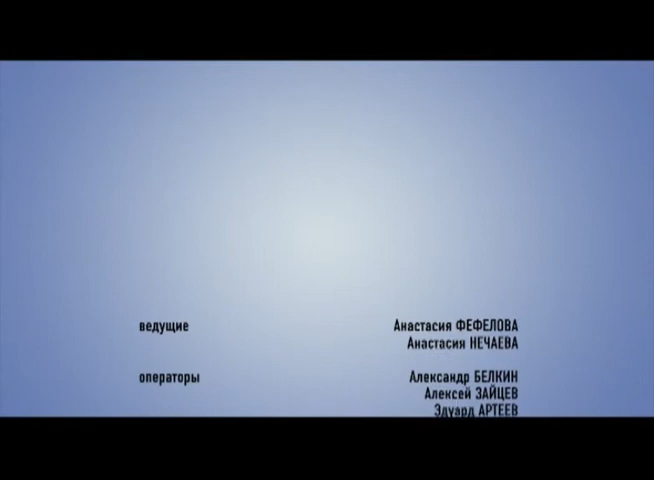 ведущие Анастасия ФЕФЕЛОВА
Анастасия НЕЧАЕВА
операторы Александр БЕЛКИН
Алексей ЗАЙЦЕВ
Эдуард АРТЕЕВ